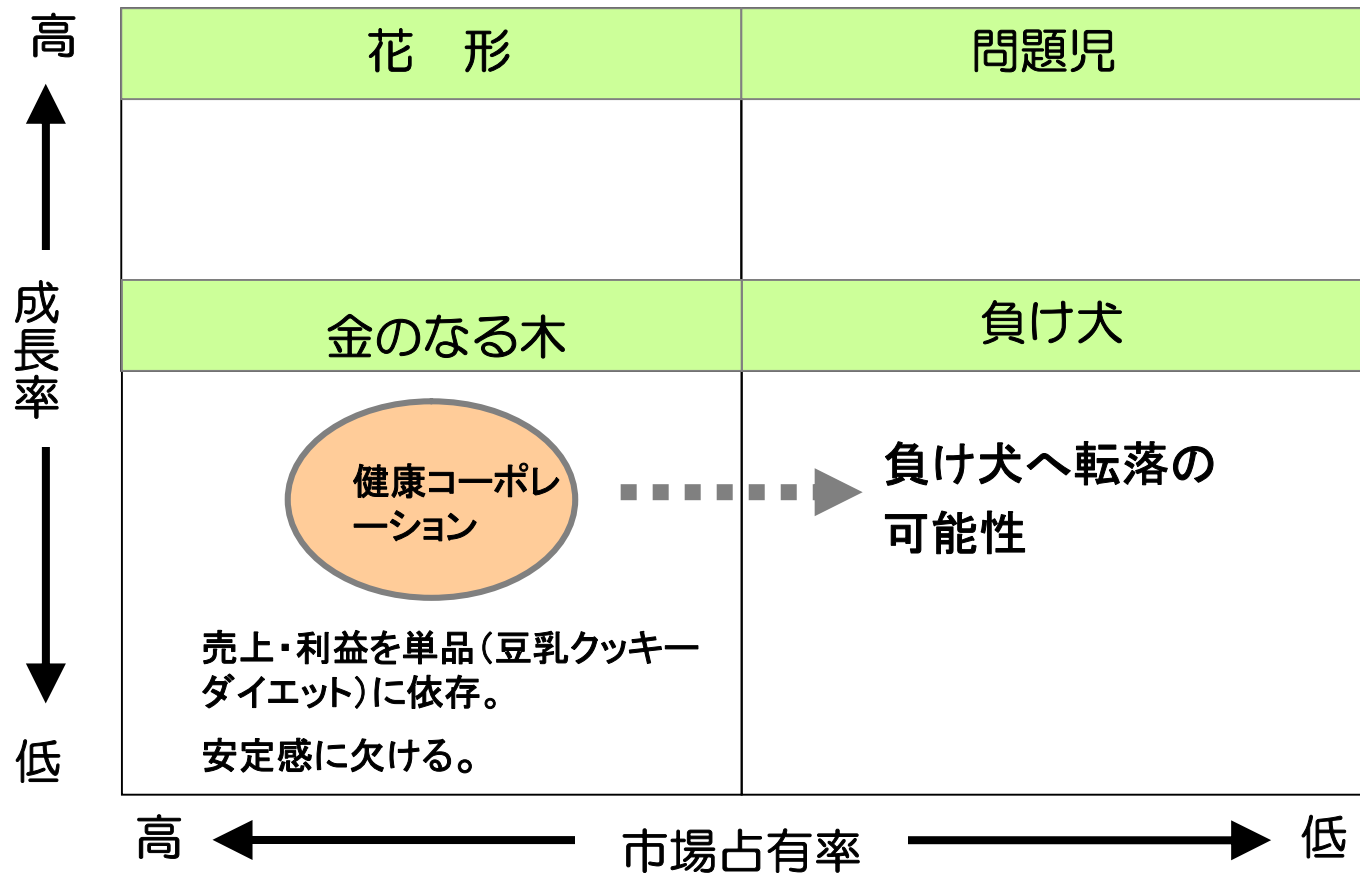 高
花　形
問題児
成長率
金のなる木
負け犬
健康コーポレ
ーション
負け犬へ転落の
可能性
売上・利益を単品（豆乳クッキー
ダイエット）に依存。
安定感に欠ける。
低
高
市場占有率
低